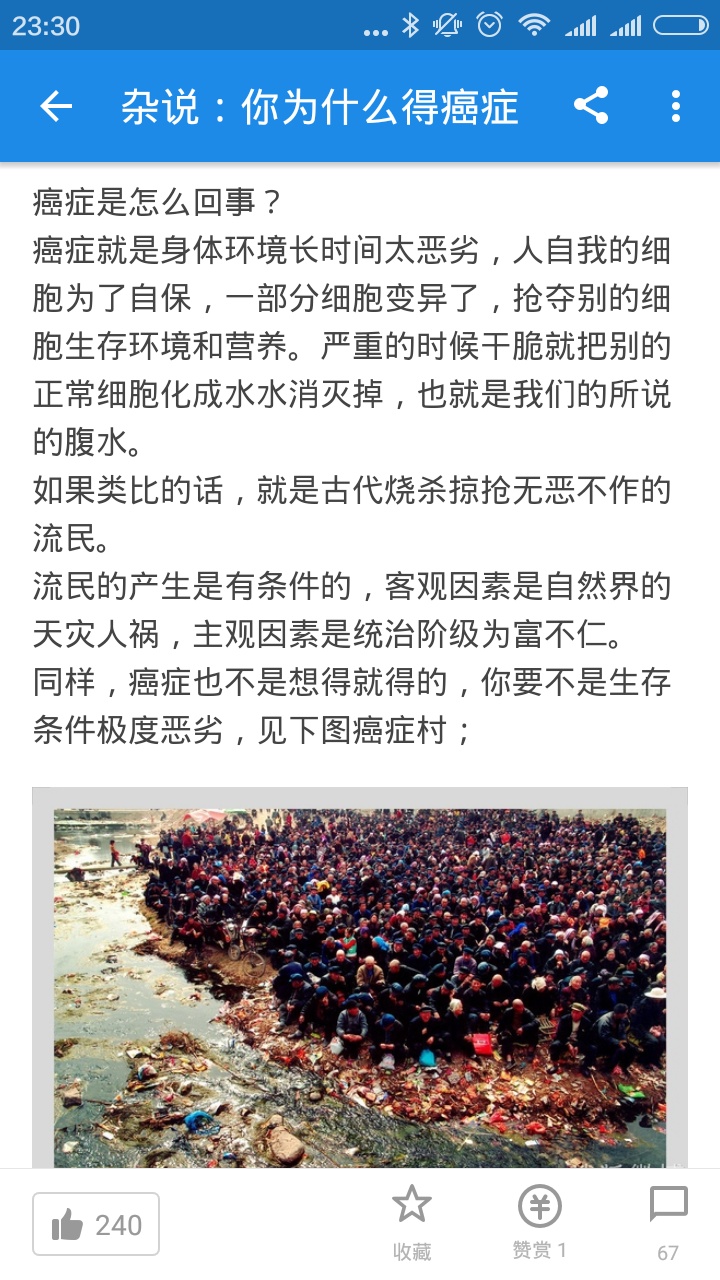 23:30
杂说：你为什么得癌症
癌症是怎么回事？
癌症就是身体环境长时间太恶劣，人自我的细
胞为了自保，一部分细胞变异了，抢夺别的细
胞生存环境和营养。严重的时候干脆就把别的
正常细胞化成水水消灭掉，也就是我们的所说
的腹水。
如果类比的话，就是古代烧杀掠抢无恶不作的
流民。
流民的产生是有条件的，客观因素是自然界的
天灾人祸，主观因素是统治阶级为富不仁。
同样，癌症也不是想得就得的，你要不是生存
条件极度恶劣，见下图癌症村；
240
收藏
赞赏 1
67